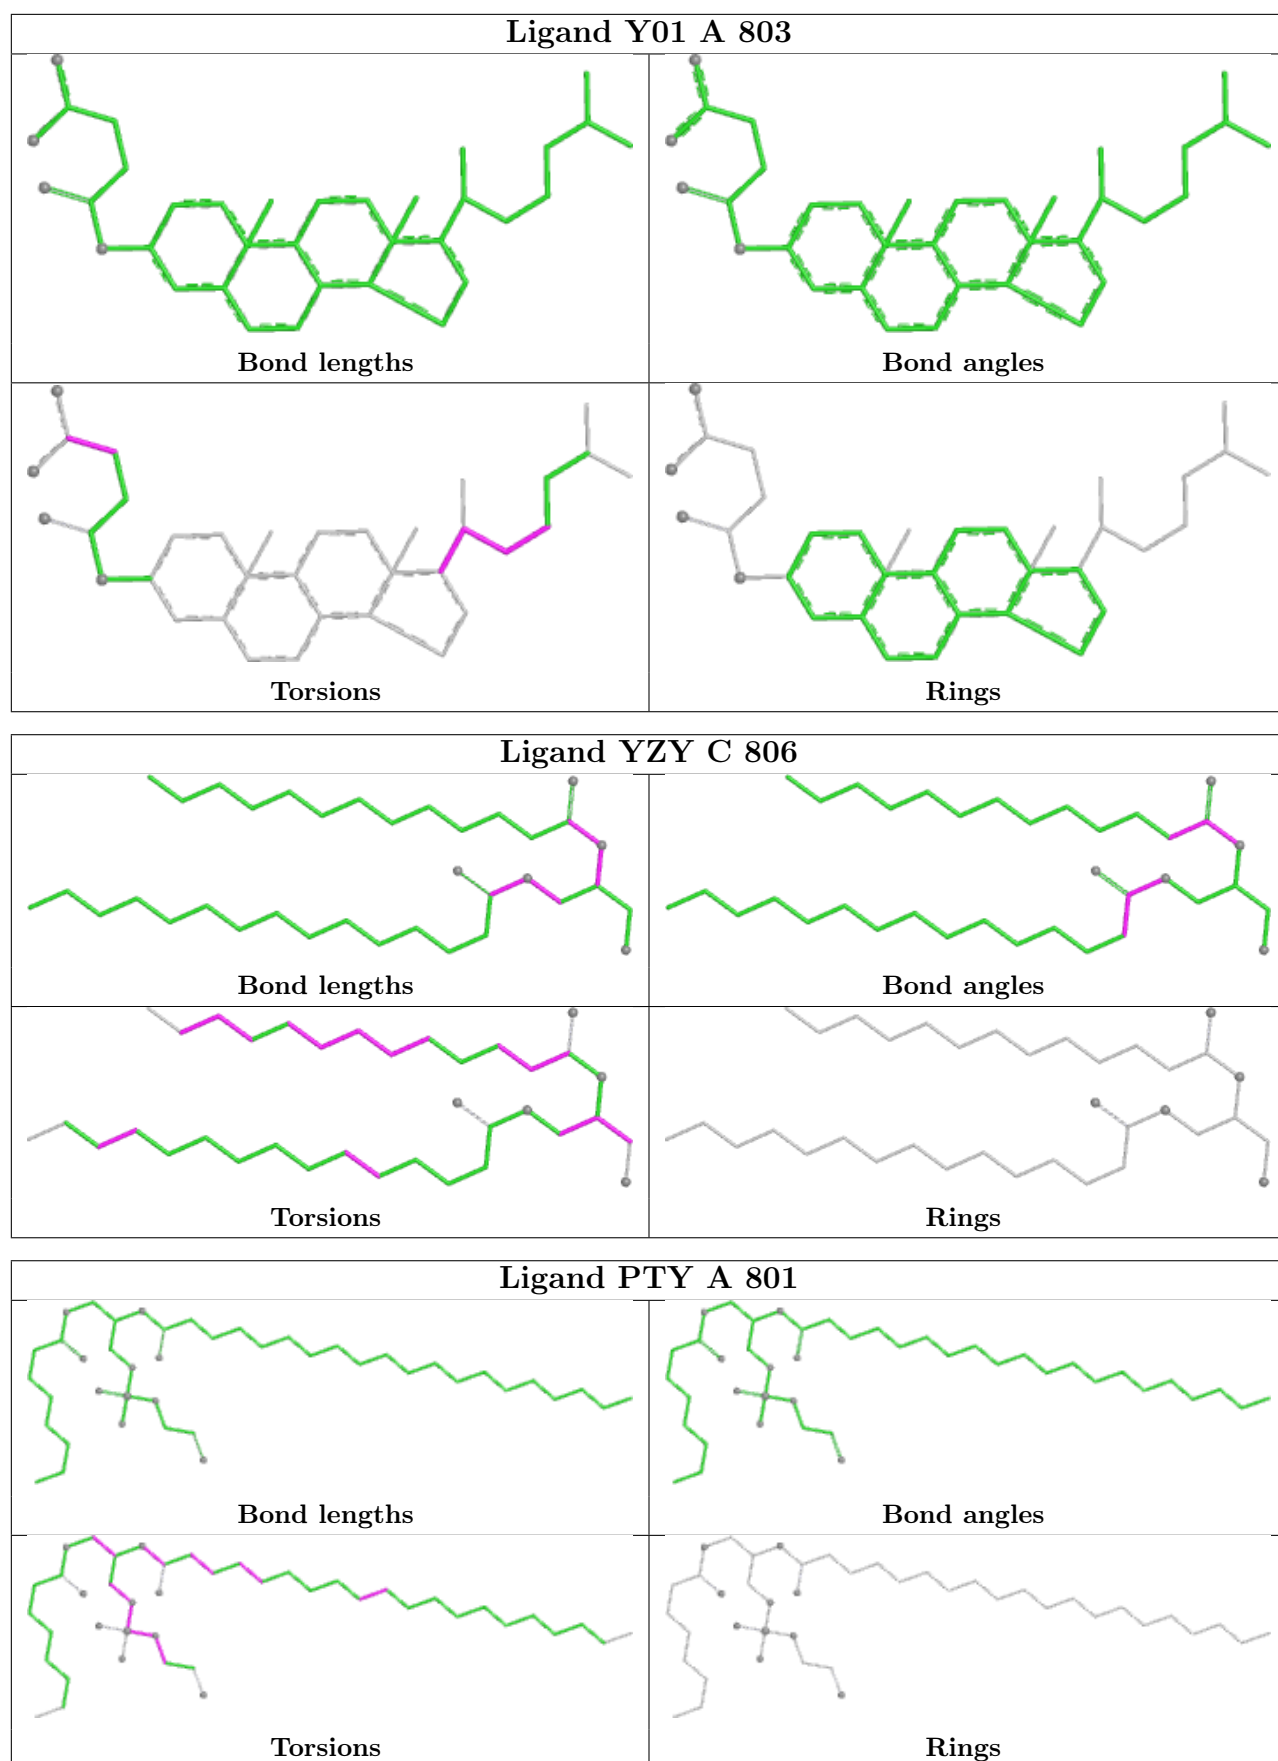 Ligand Y01 A 803
Bond lengths
Bond angles
Torsions
Rings
Ligand YZY C 806
Bond lengths
Bond angles
Torsions
Rings
Ligand PTY A 801
Bond lengths
Bond angles
Torsions
Rings